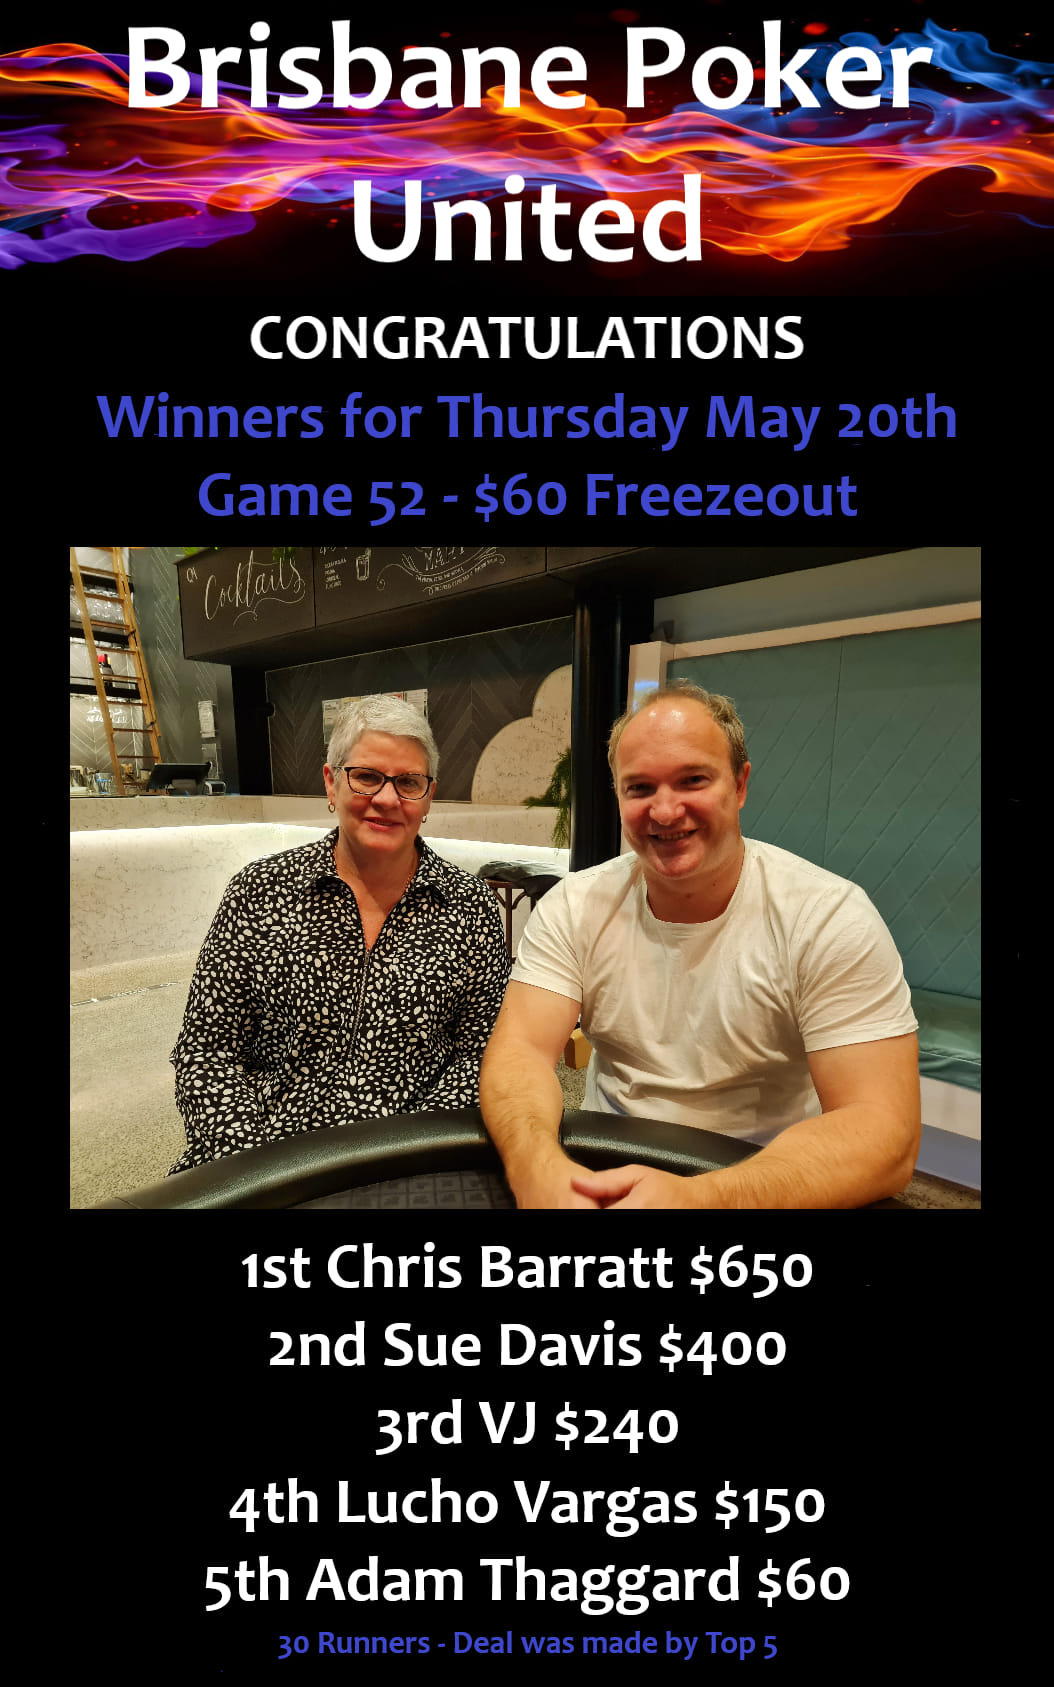 Brisbane Poker
United
CONGRATULATIONS
Winners for Thursday May 20th
Game 52 - $60 Freezeout
Cocktails
1st Chris Barratt $650
2nd Sue Davis $400
3rd VJ $240
4th Lucho Vargas $150
5th Adam Thaggard $60
30 Runners - Deal was made by Top 5